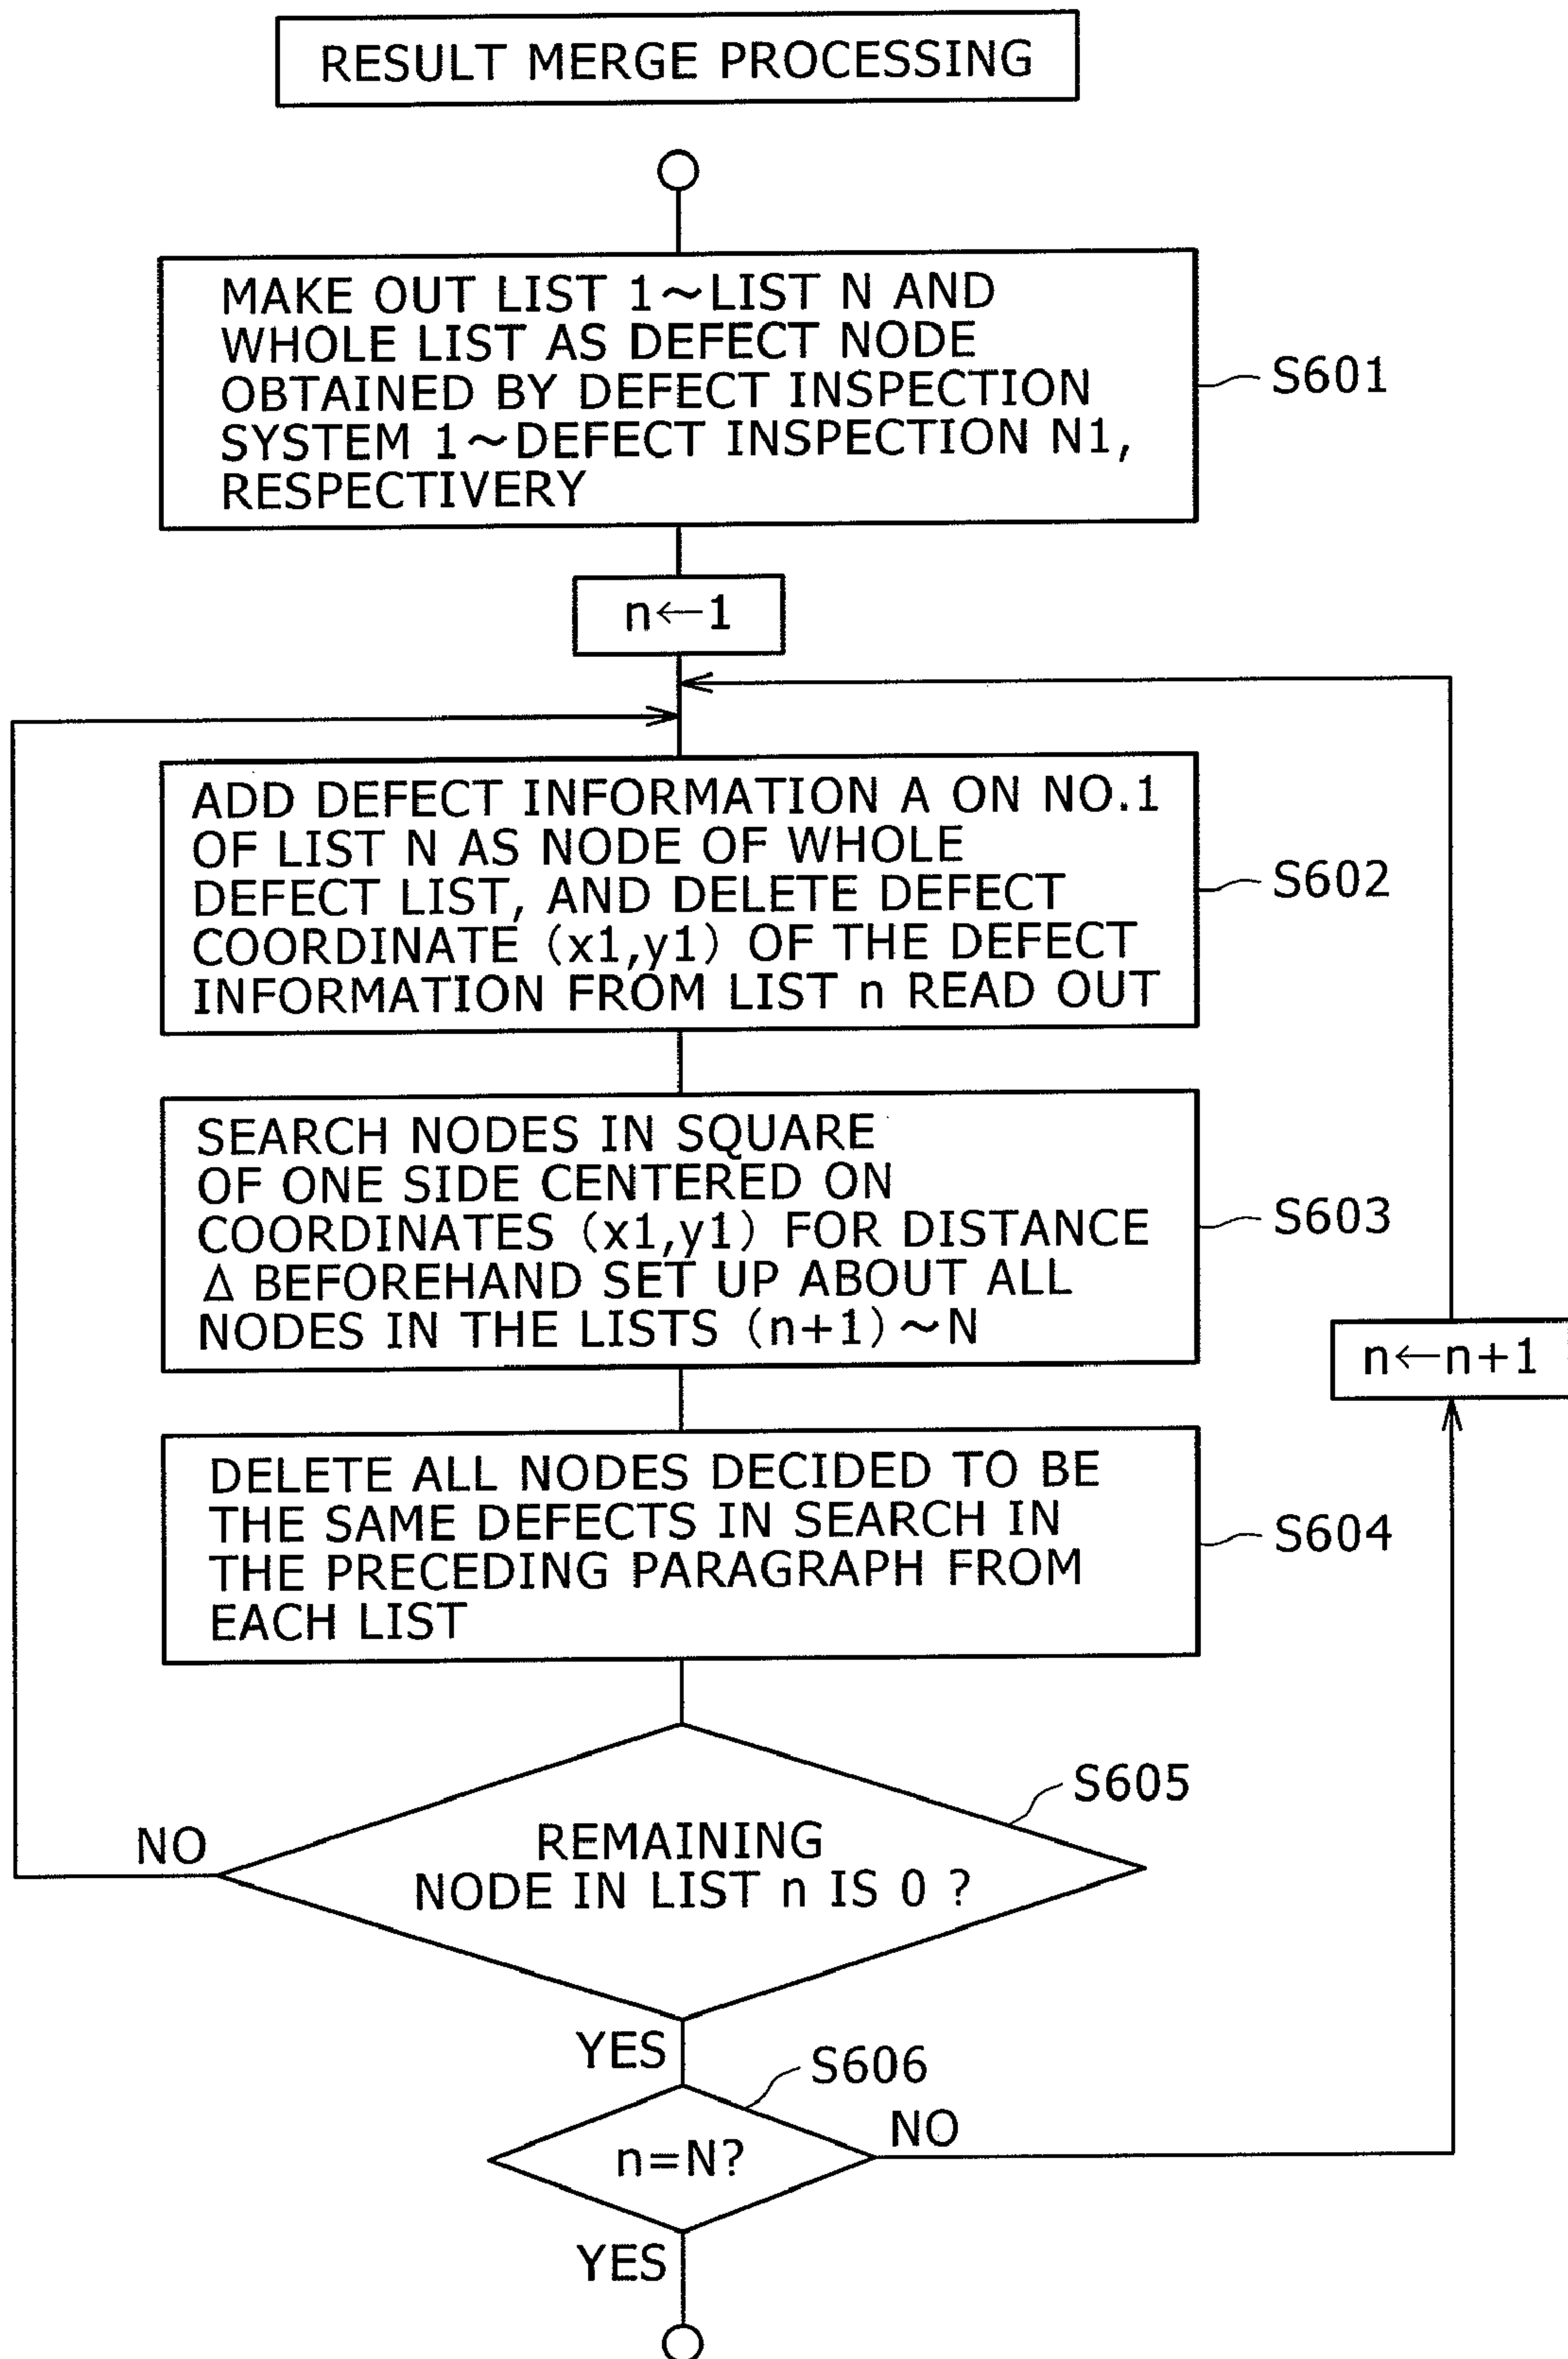 RESULT MERGE PROCESSING
MAKE OUT LIST 1～LIST N AND
WHOLE LIST AS DEFECT NODE
OBTAINED BY DEFECT INSPECTION
SYSTEM 1～DEFECT INSPECTION N1,
RESPECTIVERY
S601
n←1
ADD DEFECT INFORMATION A ON NO.1
OF LIST N AS NODE OF WHOLE
DEFECT LIST, AND DELETE DEFECT
COORDINATE (x1,y1) OF THE DEFECT
INFORMATION FROM LIST n READ OUT
S602
SEARCH NODES IN SQUARE
OF ONE SIDE CENTERED ON
COORDINATES (x1,y1) FOR DISTANCE
Δ BEFOREHAND SET UP ABOUT ALL
NODES IN THE LISTS (n+1)～N
S603
n←n+1
DELETE ALL NODES DECIDED TO BE
THE SAME DEFECTS IN SEARCH IN
THE PRECEDING PARAGRAPH FROM
EACH LIST
S604
S605
NO
REMAINING
NODE IN LIST n IS 0 ?
YES
S606
NO
n=N?
YES